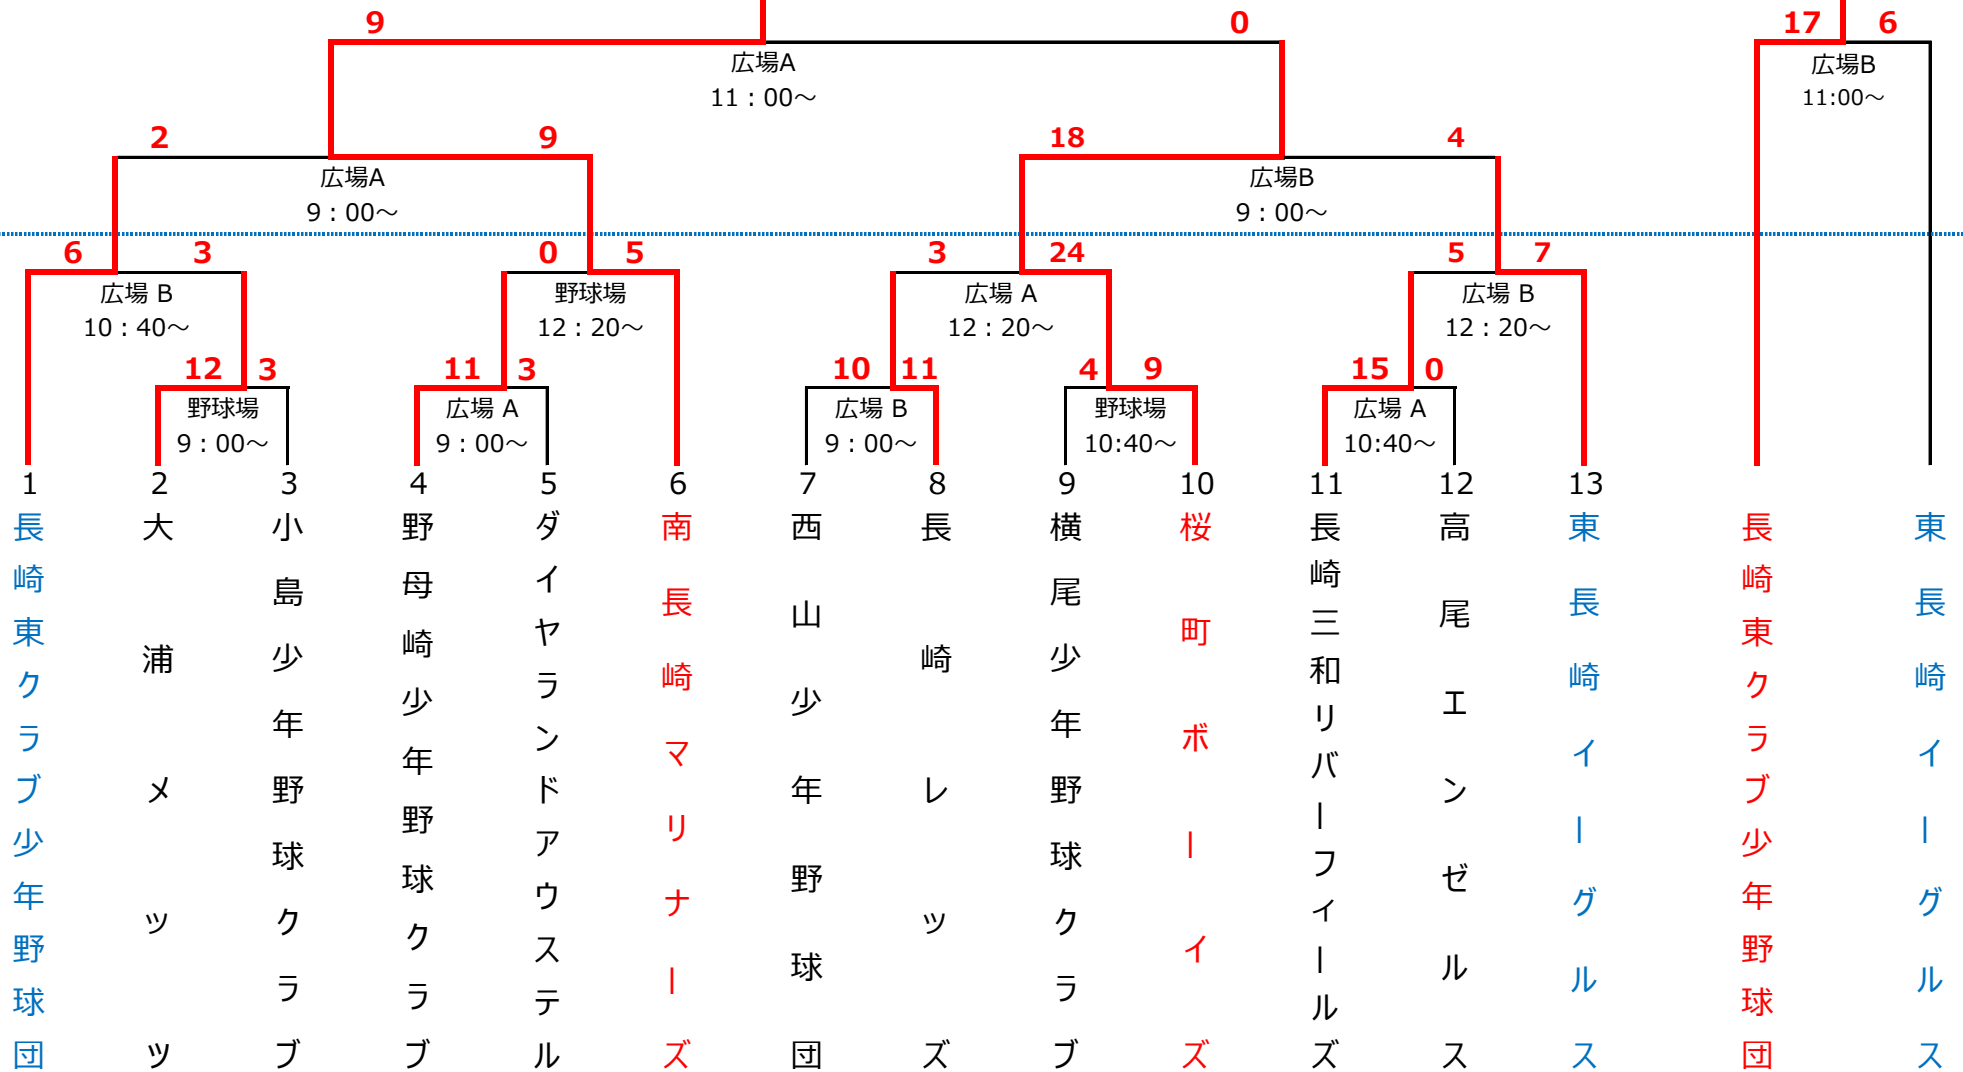 9 0 17 6
広場A 広場B
11：00～ 11:00～
2 9 18 4
広場A 広場B
9：00～ 9：00～
6 3 0 5 3 24 5 7
広場 B 野球場 広場 A 広場 B
10：40～ 12：20～ 12：20～ 12：20～
12 3 11 3 10 11 4 9 15 0
野球場 広場 A 広場 B 野球場 広場 A
9：00～ 9：00～ 9：00～ 10:40～ 10:40～
1 2 3 4 5 6 7 8 9 10 11 12 13
長崎東クラブ少年野球団
大浦メッツ
小島少年野球クラブ
野母崎少年野球クラブ
ダイヤランドアウステル
南長崎マリナーズ
西山少年野球団
長崎レッズ
横尾少年野球クラブ
桜町ボーイズ
長崎三和リバーフィールズ
高尾エンゼルス
東長崎イーグルス
長崎東クラブ少年野球団
東長崎イーグルス